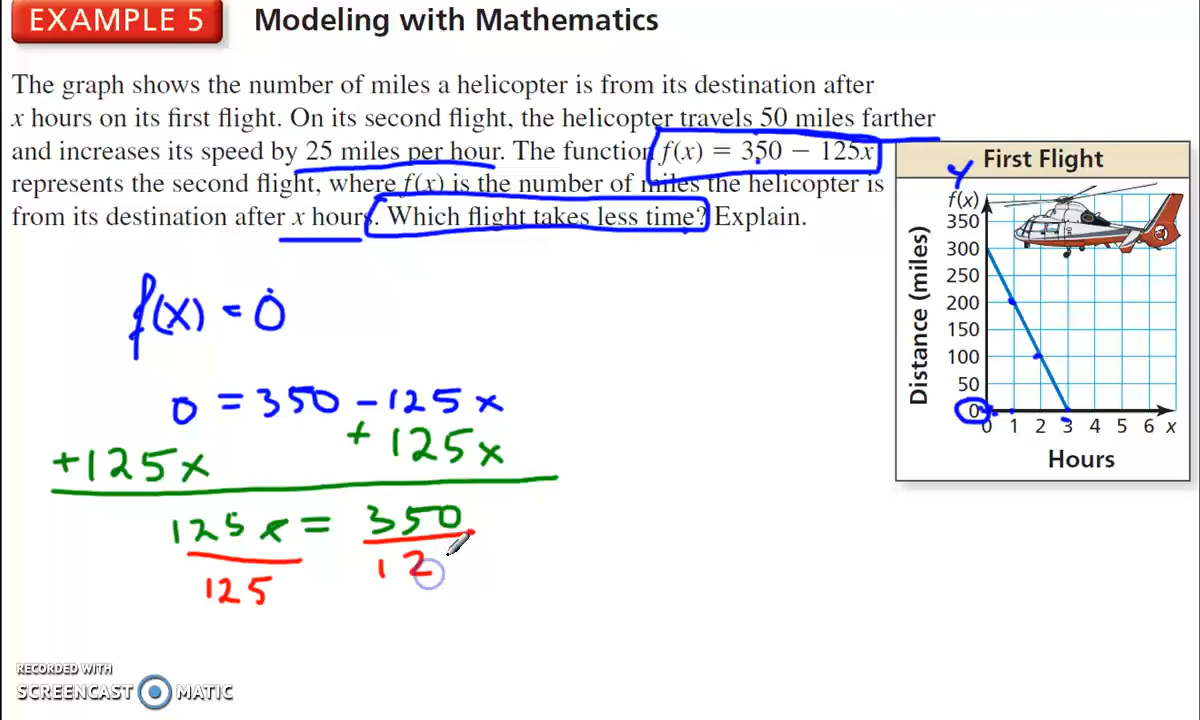 EXAMPLE 5 Modeling with Mathematics
The graph shows the number of miles a helicopter is from its destination after
x hours on its first flight. On its second flight, the helicopter travels 50 miles farther
and increases its speed by 25 miles per hour. The function f(x) = 350 − 125x
represents the second flight, where f(x) is the number of miles the helicopter is
from its destination after x hours. Which flight takes less time? Explain.
First Flight
y
f(x)
350
300
250
200
150
100
50
0
Distance (miles)
0 1 2 3 4 5 6 x
Hours
f(x) = 0
0 = 350 - 125x
+125x + 125x
125x = 350
125 12
RECORDED WITH
SCREENCAST MATIC